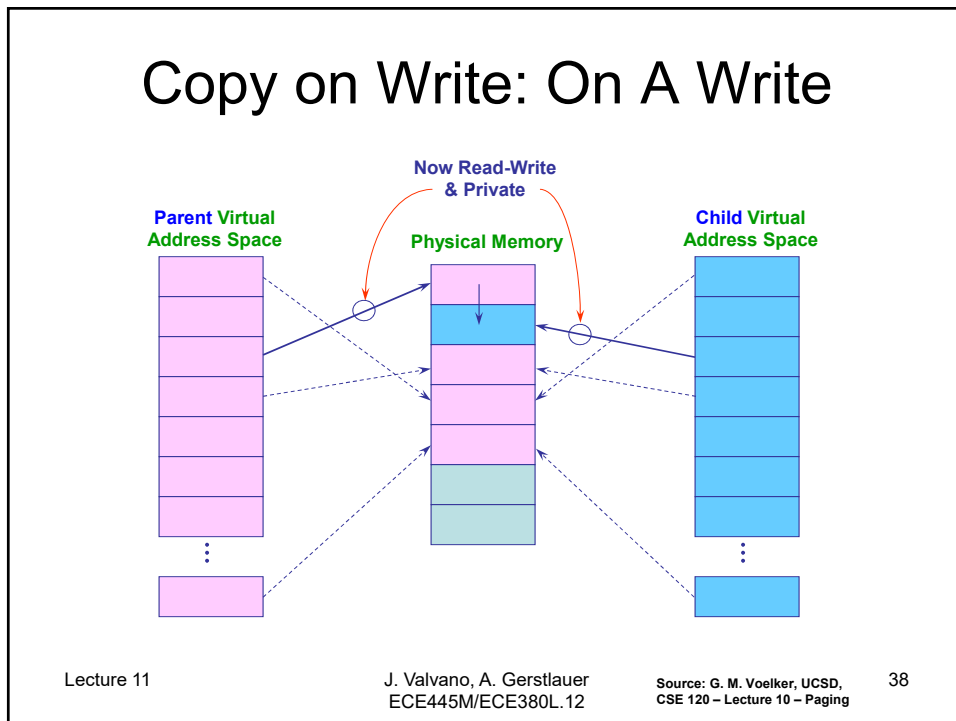 Copy on Write: On A Write
Now Read-Write
& Private
Parent Virtual
Address Space
Physical Memory
Child Virtual
Address Space
Lecture 11
J. Valvano, A. Gerstlauer
ECE445M/ECE380L.12
Source: G. M. Voelker, UCSD,
CSE 120 – Lecture 10 – Paging
38